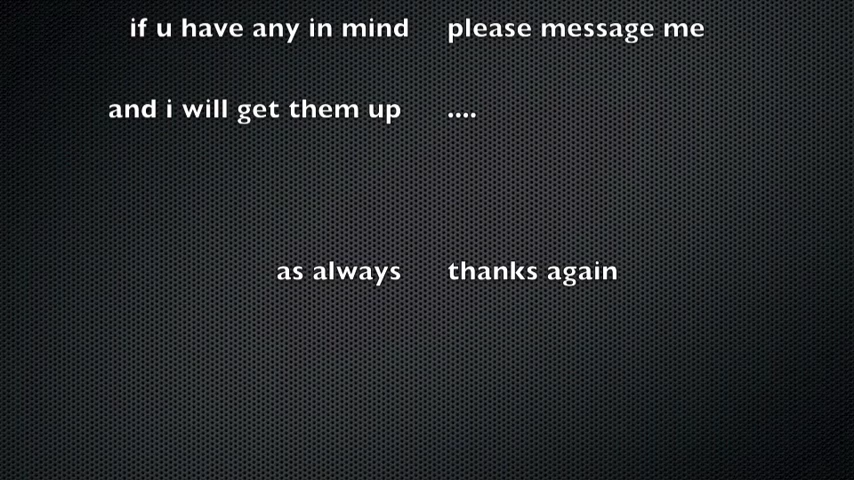 if u have any in mind please message me
and i will get them up ....
as always thanks again